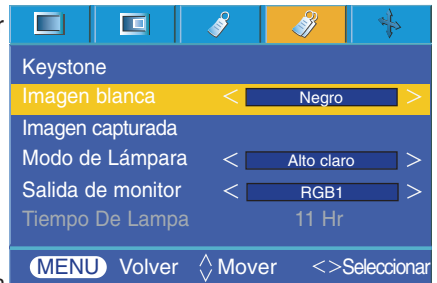 Keystone
Imagen blanca < Negro >
Imagen capturada
Modo de Lámpara < Alto claro >
Salida de monitor < RGB1 >
Tiempo De Lampa 11 Hr
MENU Volver Mover <>Seleccionar